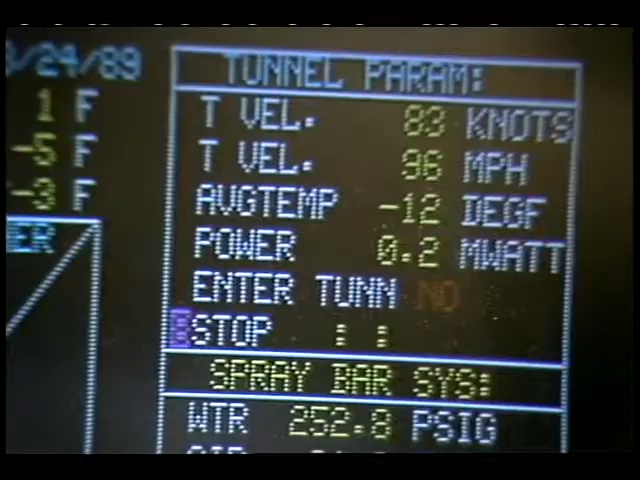 3/24/89
1 F
-5 F
-3 F
ER
TUNNEL PARAM:
T VEL. 83 KNOTS
T VEL. 96 MPH
AVGTEMP -12 DEGF
POWER 0.2 MWATT
ENTER TUNN NO
STOP : :
SPRAY BAR SYS:
WTR 252.8 PSIG